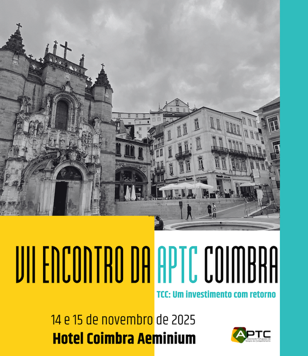 VII ENCONTRO DA APTC COIMBRA
TCC: Um investimento com retorno
14 e 15 de novembro de 2025
Hotel Coimbra Aeminium
APTC